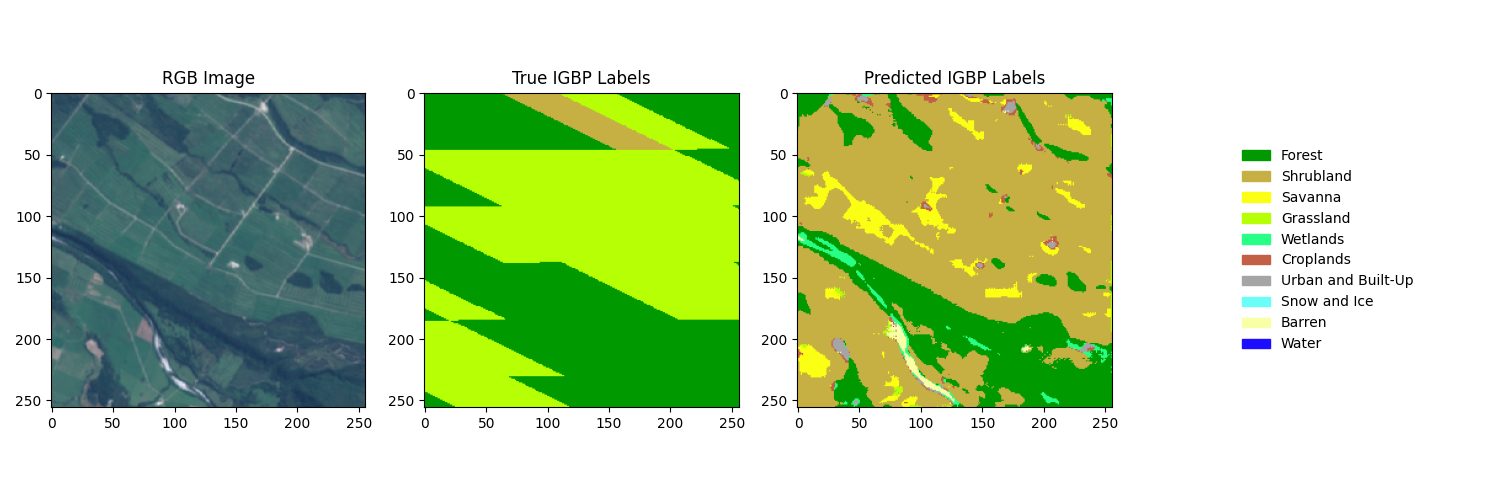 RGB Image
True IGBP Labels
Predicted IGBP Labels
0
50
100
150
200
250
0 50 100 150 200 250
0
50
100
150
200
250
0 50 100 150 200 250
0
50
100
150
200
250
0 50 100 150 200 250
Forest
Shrubland
Savanna
Grassland
Wetlands
Croplands
Urban and Built-Up
Snow and Ice
Barren
Water